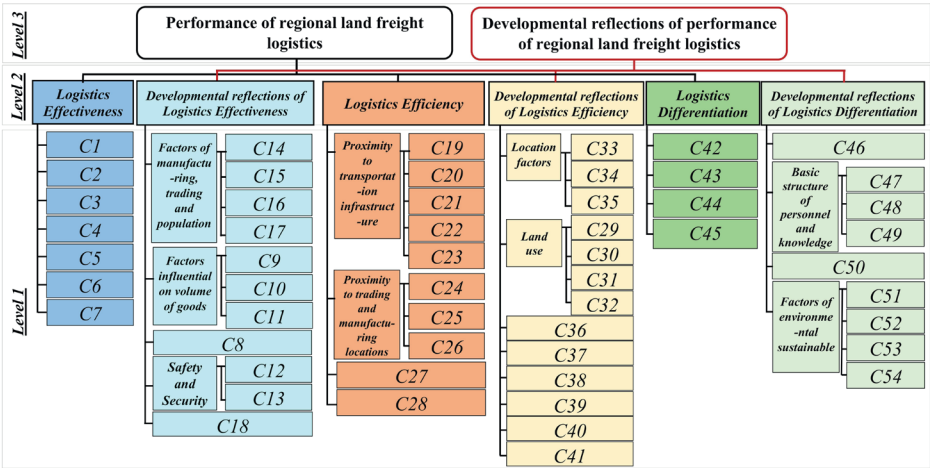 Level 3
Performance of regional land freight
logistics
Developmental reflections of performance
of regional land freight logistics
Level 2
Logistics
Effectiveness
Developmental reflections of
Logistics Effectiveness
Logistics Efficiency
Developmental reflections
of Logistics Efficiency
Logistics
Differentiation
Developmental reflections
of Logistics Differentiation
Level 1
C1
C2
C3
C4
C5
C6
C7
Factors of
manufactu
-ring,
trading
and
population
C14
C15
C16
C17
Factors
influential
on volume
of goods
C9
C10
C11
C8
Safety
and
Security
C12
C13
C18
Proximity
to
transportat
-ion
infrastruct
-ure
C19
C20
C21
C22
C23
Proximity
to trading
and
manufactu-
ring
locations
C24
C25
C26
C27
C28
Location
factors
C33
C34
C35
Land
use
C29
C30
C31
C32
C36
C37
C38
C39
C40
C41
C42
C43
C44
C45
C46
Basic
structure
of
personnel
and
knowledge
C47
C48
C49
C50
Factors of
environme
-ntal
sustainable
C51
C52
C53
C54